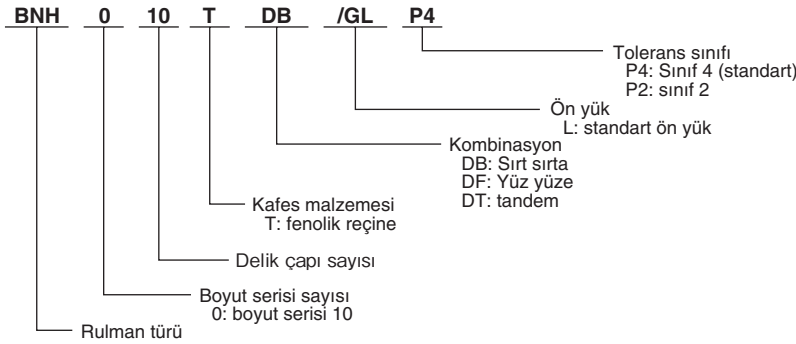 BNH 0 10 T DB /GL P4
Tolerans sınıfı
P4: Sınıf 4 (standart)
P2: sınıf 2
Ön yük
L: standart ön yük
Kombinasyon
DB: Sırt sırta
DF: Yüz yüze
DT: tandem
Kafes malzemesi
T: fenolik reçine
Delik çapı sayısı
Boyut serisi sayısı
0: boyut serisi 10
Rulman türü